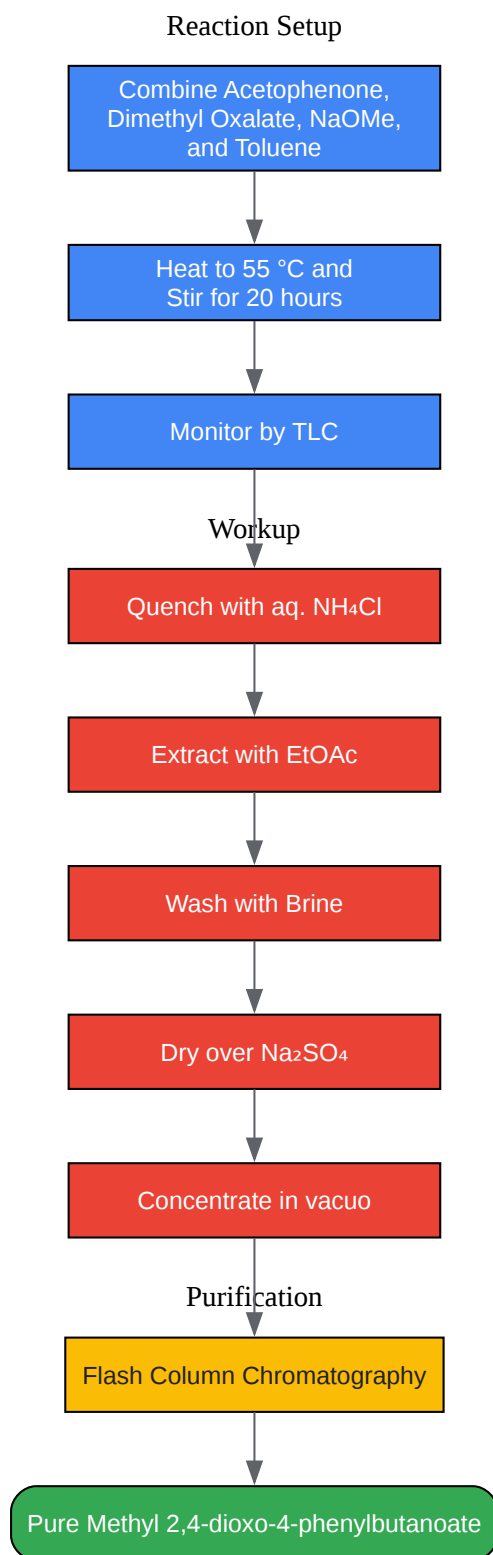 Reaction Setup
Combine Acetophenone,
Dimethyl Oxalate, NaOMe,
and Toluene
Heat to 55 °C and
Stir for 20 hours
Monitor by TLC
Workup
Quench with aq. NH₄Cl
Extract with EtOAc
Wash with Brine
Dry over Na₂SO₄
Concentrate in vacuo
Purification
Flash Column Chromatography
Pure Methyl 2,4-dioxo-4-phenylbutanoate